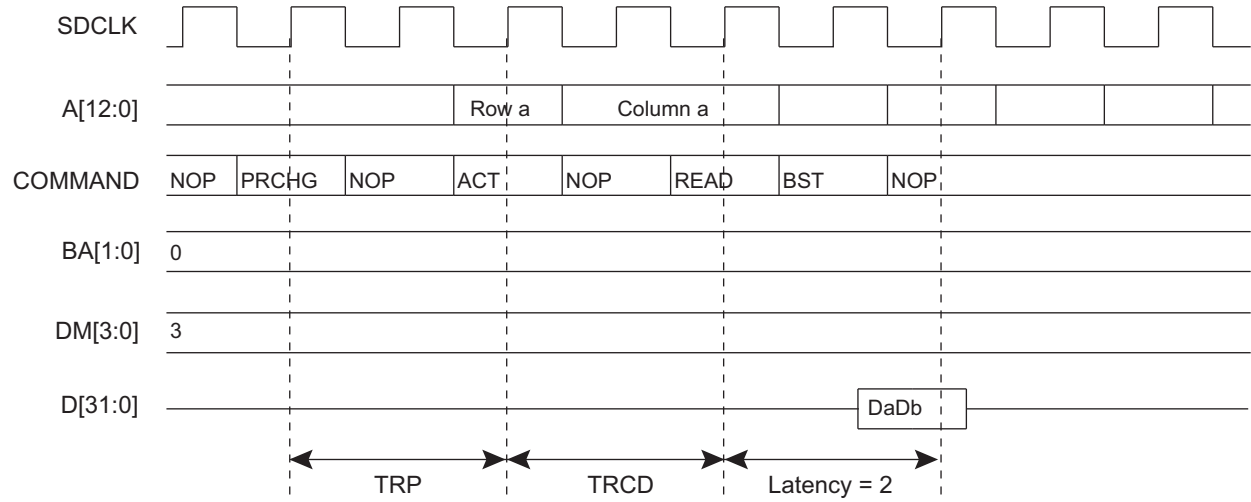 SDCLK
A[12:0] Row a Column a
COMMAND NOP PRCHG NOP ACT NOP READ BST NOP
BA[1:0] 0
DM[3:0] 3
D[31:0] DaDb
TRP TRCD Latency = 2